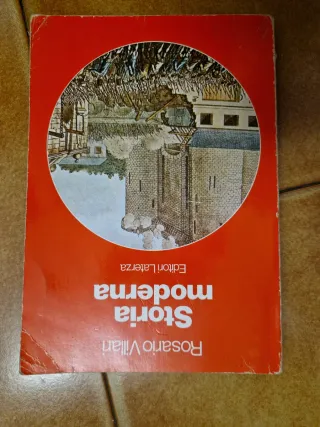 Rosario Villari
Storia
moderna
Editori Laterza